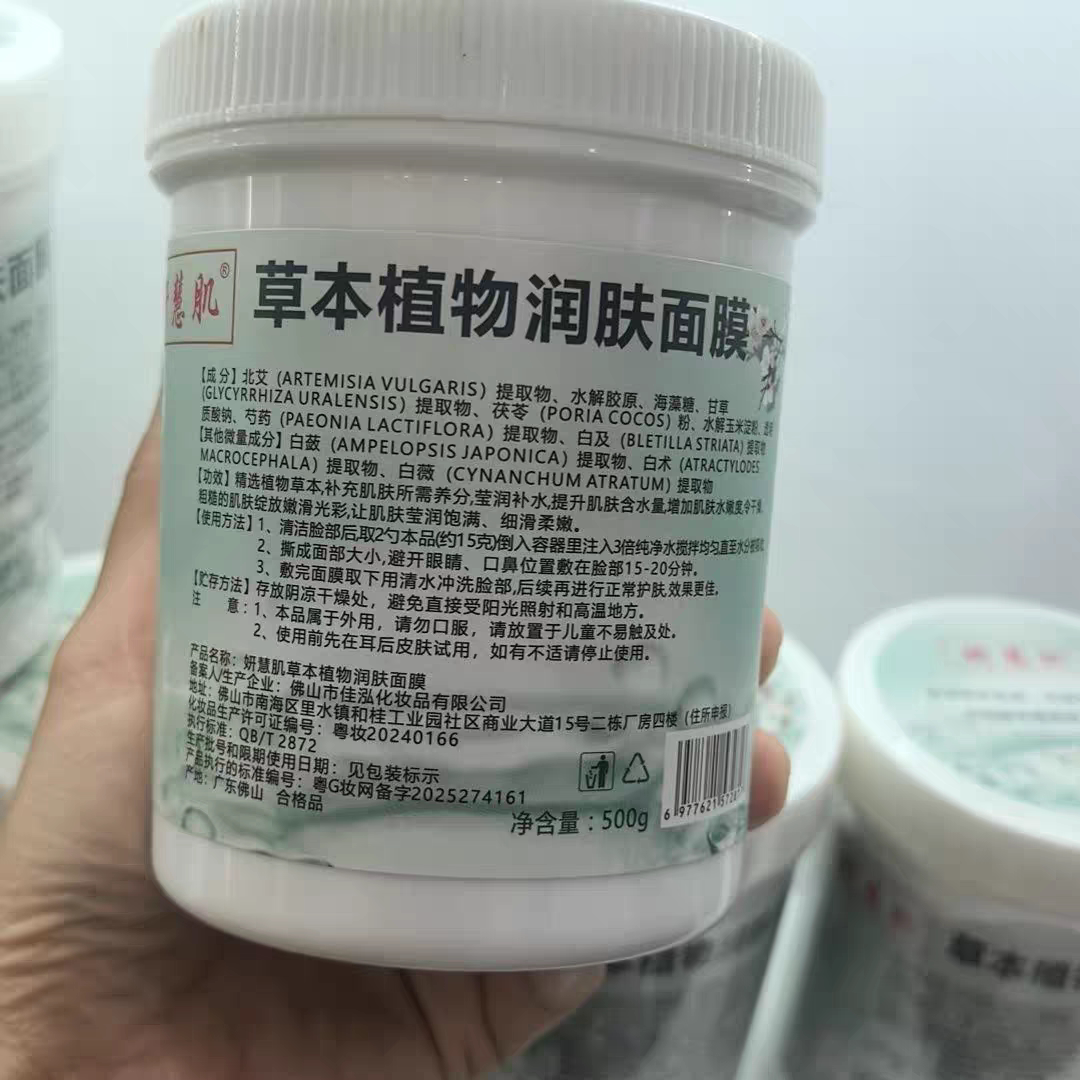 慧肌®
草本植物润肤面膜
【成分】北艾（ARTEMISIA VULGARIS）提取物、水解胶原、海藻糖、甘草
(GLYCYRRHIZA URALENSIS）提取物、茯苓（PORIA COCOS）粉、水解玉米淀粉、透明
质酸钠、芍药（PAEONIA LACTIFLORA）提取物、白及（BLETILLA STRIATA）提取物
【其他微量成分】白蔹（AMPELOPSIS JAPONICA）提取物、白术（ATRACTYLODES
MACROCEPHALA）提取物、白薇（CYNANCHUM ATRATUM）提取物
【功效】精选植物草本,补充肌肤所需养分,莹润补水,提升肌肤含水量,增加肌肤水嫩度,令干燥、
粗糙的肌肤绽放嫩滑光彩,让肌肤莹润饱满、细滑柔嫩。
【使用方法】1、清洁脸部后,取2勺本品(约15克)倒入容器里注入3倍纯净水搅拌均匀直至水分被
2、撕成面部大小,避开眼睛、口鼻位置敷在脸部15-20分钟。
3、敷完面膜取下用清水冲洗脸部,后续再进行正常护肤,效果更佳。
【贮存方法】存放阴凉干燥处，避免直接受阳光照射和高温地方。
注 意:1、本品属于外用，请勿口服，请放置于儿童不易触及处。
2、使用前先在耳后皮肤试用，如有不适请停止使用。
产品名称：妍慧肌草本植物润肤面膜
备案人/生产企业：佛山市佳泓化妆品有限公司
地址：佛山市南海区里水镇和桂工业园社区商业大道15号二栋厂房四楼（住所申报）
化妆品生产许可证编号：粤妆20240166
执行标准：QB/T 2872
生产批号和限期使用日期：见包装标示
产品执行的标准编号：粤G妆网备字2025274161
产地：广东佛山 合格品
净含量：500g
6 977621 5728
草本植